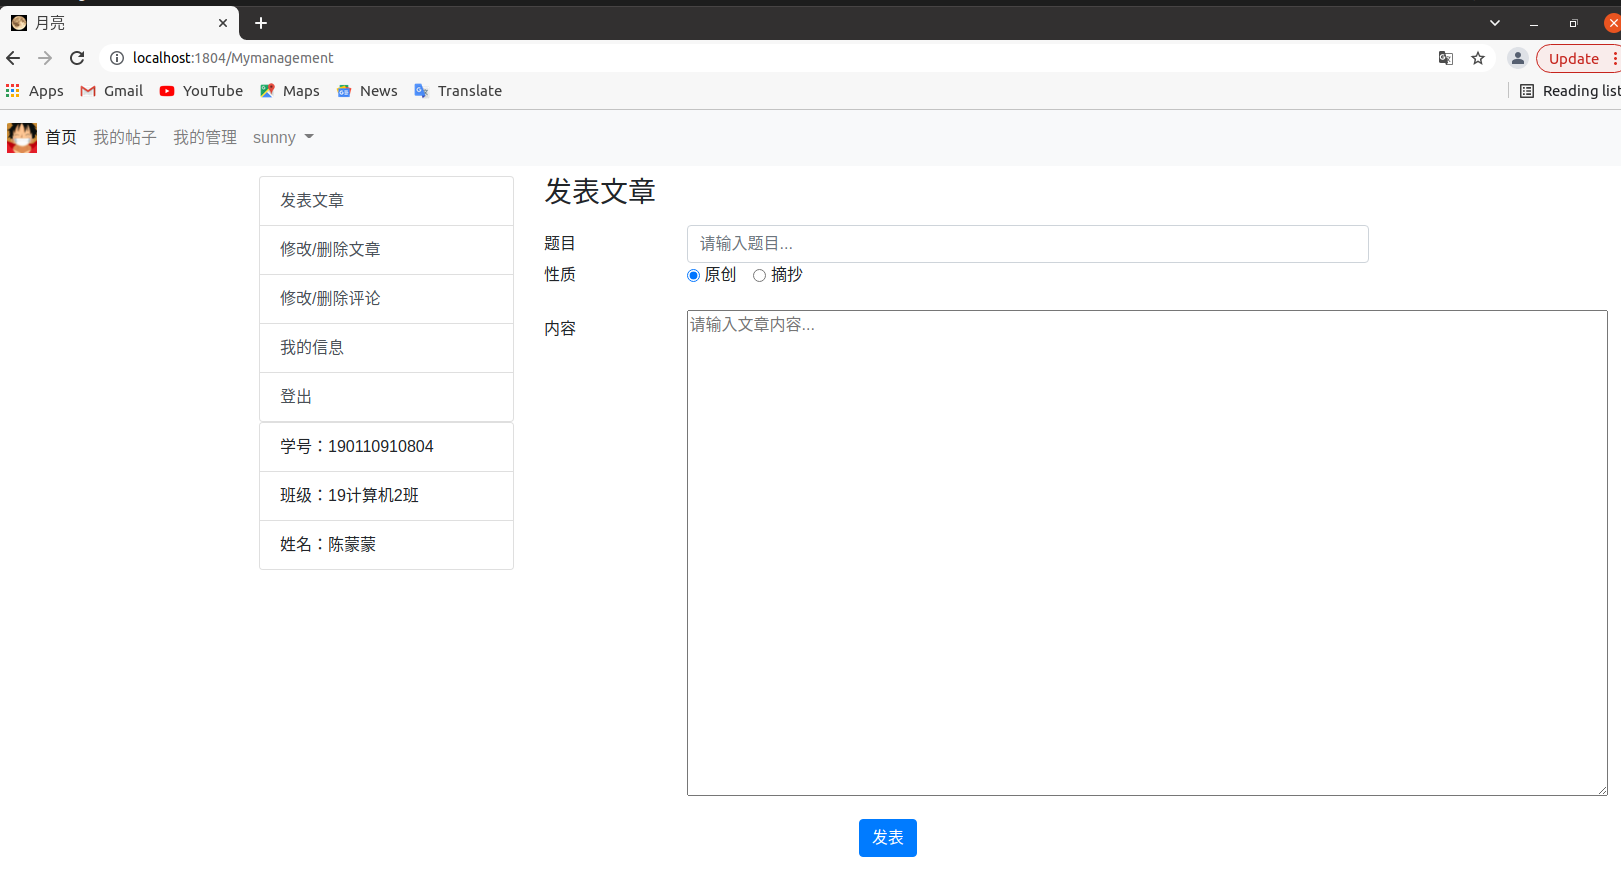 月亮
localhost:1804/Mymanagement
Update
Apps Gmail YouTube Maps News Translate Reading list
首页 我的帖子 我的管理 sunny
发表文章
修改/删除文章
修改/删除评论
我的信息
登出
学号：190110910804
班级：19计算机2班
姓名：陈蒙蒙
发表文章
题目 请输入题目...
性质 原创 摘抄
内容 请输入文章内容...
发表